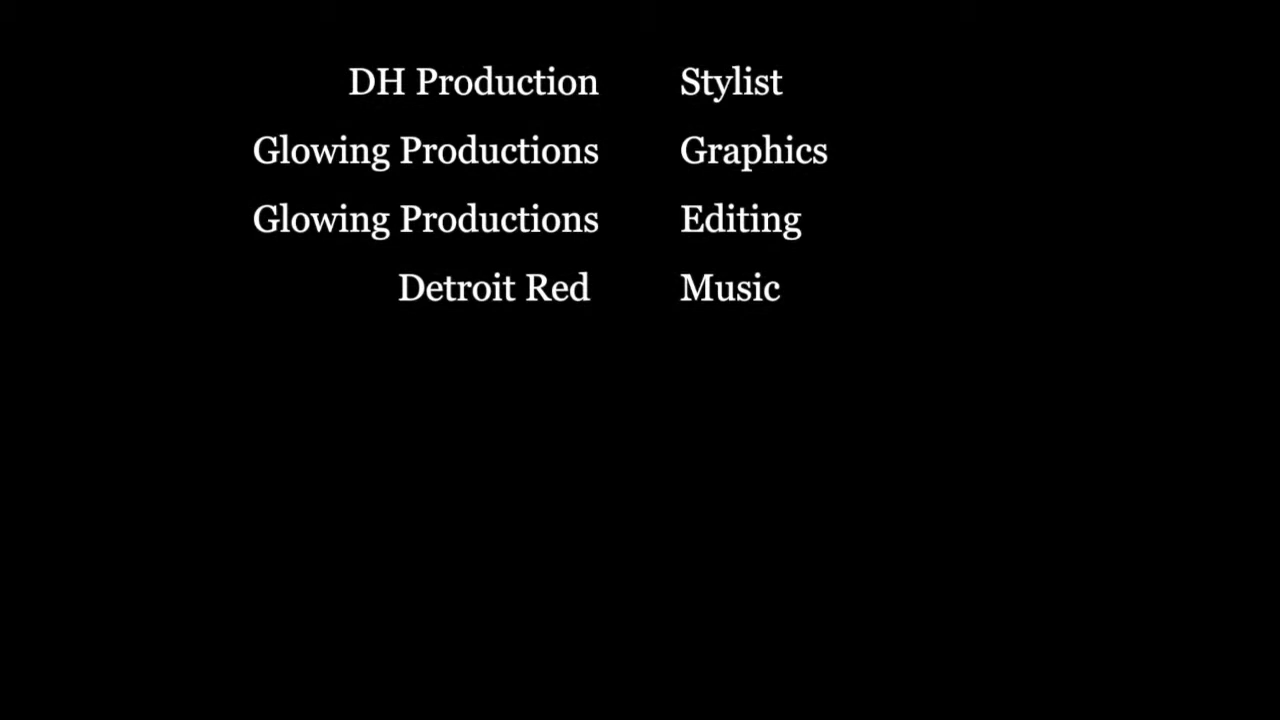 DH Production Stylist
Glowing Productions Graphics
Glowing Productions Editing
Detroit Red Music